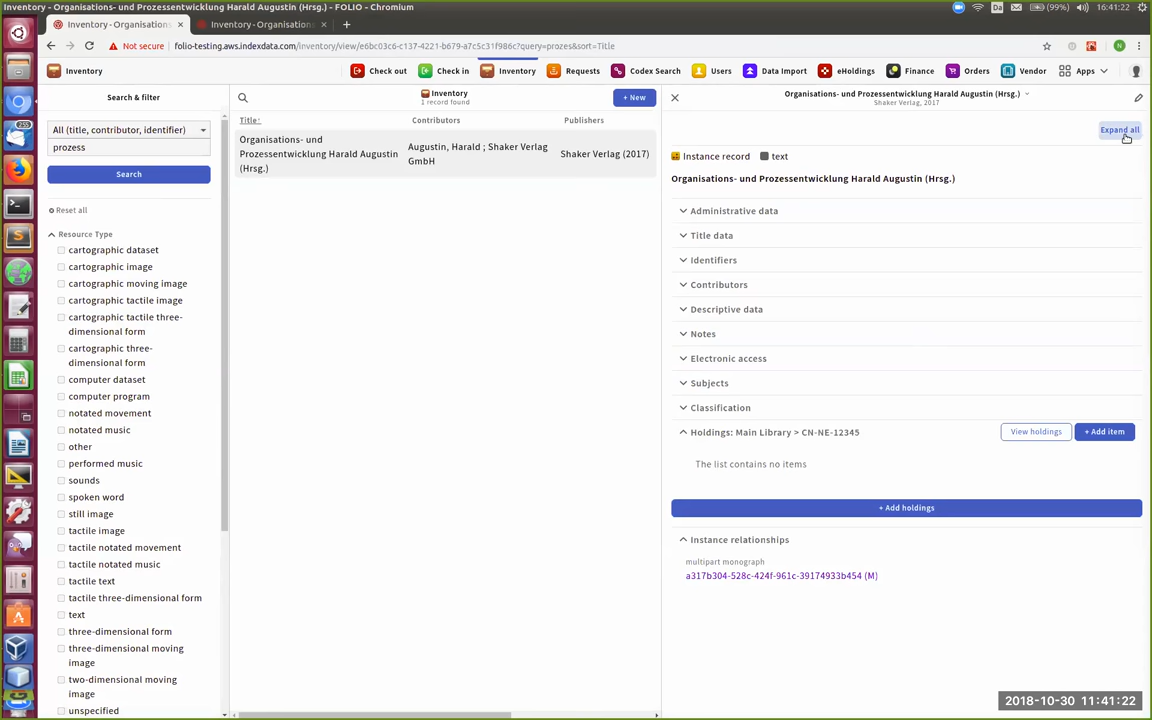 Inventory - Organisations- und Prozessentwicklung Harald Augustin (Hrsg.) - FOLIO - Chromium
Da
(99%)
16:41:22
Inventory - Organisations-
Inventory - Organisations
Not secure
folio-testing.aws.indexdata.com/inventory/view/e6bc03c6-c137-4221-b679-a7c5c31f986c?query=prozes&sort=Title
N
Inventory
Check out
Check in
Inventory
Requests
Codex Search
Users
Data Import
eHoldings
Finance
Orders
Vendor
Apps
Search & filter
All (title, contributor, identifier)
prozess
Search
Reset all
Resource Type
cartographic dataset
cartographic image
cartographic moving image
cartographic tactile image
cartographic tactile three-
dimensional form
cartographic three-
dimensional form
computer dataset
computer program
notated movement
notated music
other
performed music
sounds
spoken word
still image
tactile image
tactile notated movement
tactile notated music
tactile text
tactile three-dimensional form
text
three-dimensional form
three-dimensional moving
image
two-dimensional moving
image
unspecified
Inventory
1 record found
+ New
Title↑
Contributors
Publishers
Organisations- und
Prozessentwicklung Harald Augustin
(Hrsg.)
Augustin, Harald ; Shaker Verlag
GmbH
Shaker Verlag (2017)
Organisations- und Prozessentwicklung Harald Augustin (Hrsg.)
Shaker Verlag, 2017
Expand all
Instance record
text
Organisations- und Prozessentwicklung Harald Augustin (Hrsg.)
Administrative data
Title data
Identifiers
Contributors
Descriptive data
Notes
Electronic access
Subjects
Classification
Holdings: Main Library > CN-NE-12345
View holdings
+ Add item
The list contains no items
+ Add holdings
Instance relationships
multipart monograph
a317b304-528c-424f-961c-39174933b454 (M)
2018-10-30 11:41:22